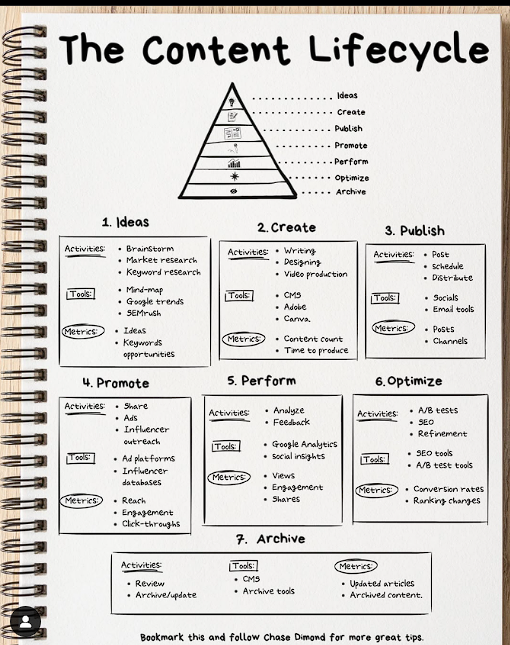 The Content Lifecycle
Ideas
Create
Publish
Promote
Perform
Optimize
Archive
1. Ideas
Activities:
• Brainstorm
• Market research
• Keyword research
Tools:
• Mind-map
• Google trends
• SEMrush
Metrics:
• Ideas
• Keywords
opportunities
2. Create
Activities:
• Writing
• Designing
• Video production
Tools:
• CMS
• Adobe
• Canva.
Metrics:
• Content count
• Time to produce
3. Publish
Activities:
• Post
• schedule
• Distribute
Tools:
• Socials
• Email tools
Metrics:
• Posts
• Channels
4. Promote
Activities:
• Share
• Ads
• Influencer
outreach
Tools:
• Ad platforms
• Influencer
databases
Metrics:
• Reach
• Engagement
• Click-throughs
5. Perform
Activities:
• Analyze
• Feedback
Tools:
• Google Analytics
• social insights
Metrics:
• Views
• Engagement
• Shares
6. Optimize
Activities:
• A/B tests
• SEO
• Refinement
Tools:
• SEO tools
• A/B test tools
Metrics:
• Conversion rates
• Ranking changes
7. Archive
Activities:
• Review
• Archive/update
Tools:
• CMS
• Archive tools
Metrics:
• Updated articles
• Archived content.
Bookmark this and follow Chase Dimond for more great tips.